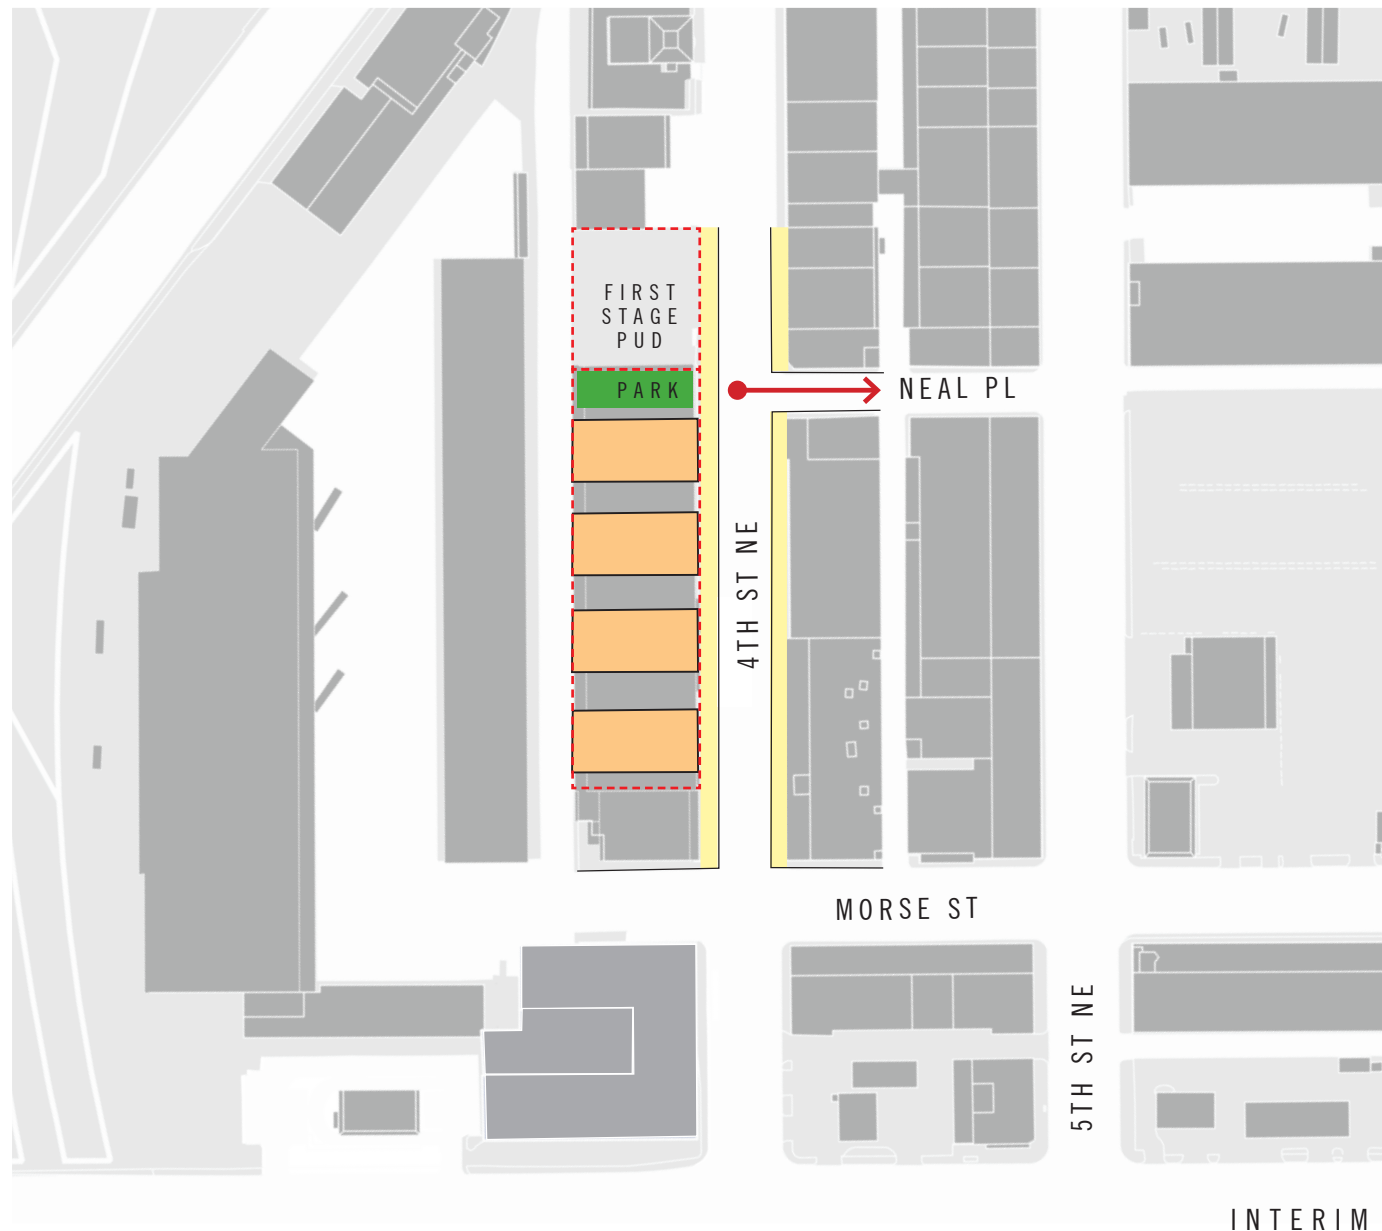 FIRST
STAGE
PUD
PARK
NEAL PL
4TH ST NE
MORSE ST
5TH ST NE
INTERIM